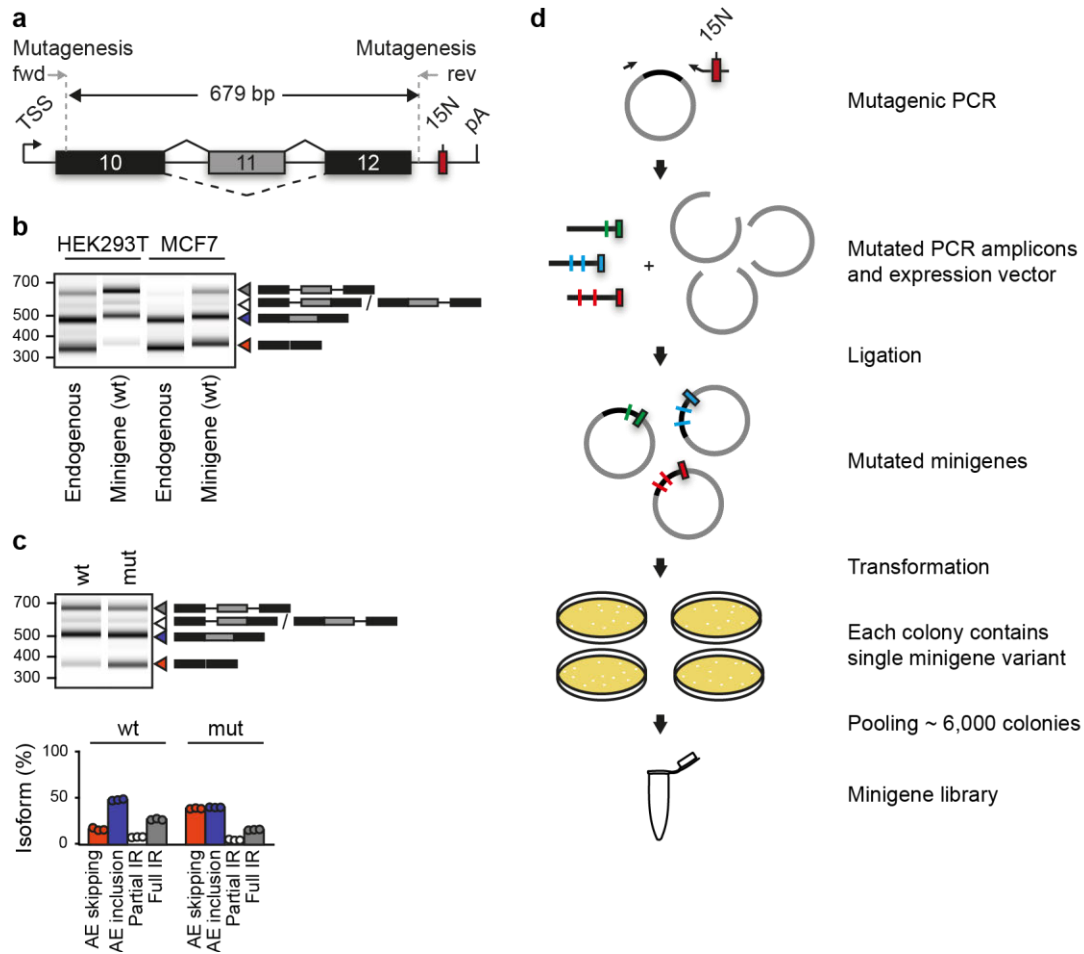 a
Mutagenesis
fwd
Mutagenesis
rev
679 bp
TSS
15N
pA
10
11
12
b
HEK293T MCF7
700
500
400
300
/
Endogenous
Minigene (wt)
Endogenous
Minigene (wt)
c
wt
mut
700
500
400
300
/
wt
mut
Isoform (%)
100
50
0
AE skipping
AE inclusion
Partial IR
Full IR
AE skipping
AE inclusion
Partial IR
Full IR
d
15N
Mutagenic PCR
+
Mutated PCR amplicons
and expression vector
Ligation
Mutated minigenes
Transformation
Each colony contains
single minigene variant
Pooling ~ 6,000 colonies
Minigene library